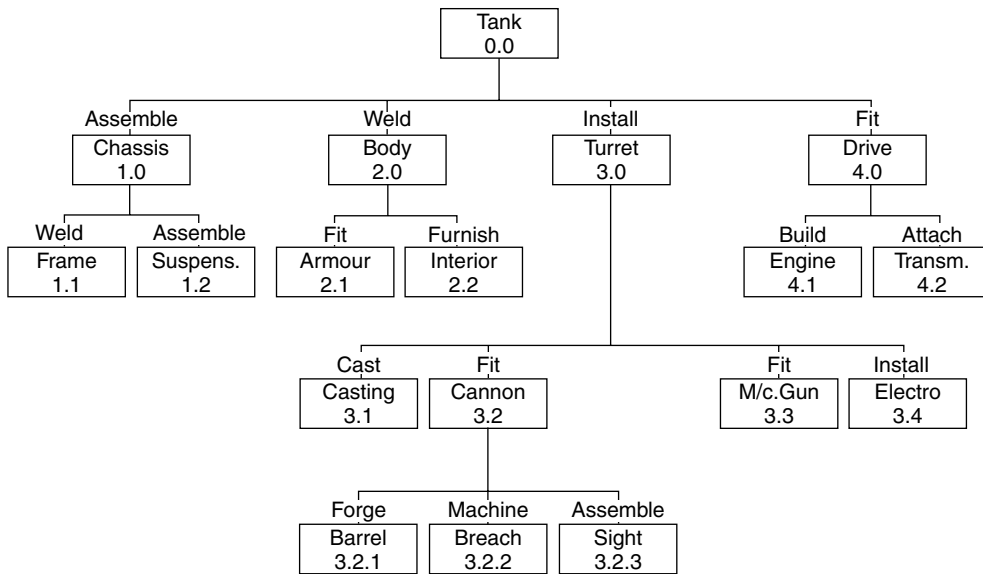 Tank
0.0
Assemble
Weld
Install
Fit
Chassis
1.0
Body
2.0
Turret
3.0
Drive
4.0
Weld
Assemble
Fit
Furnish
Build
Attach
Frame
1.1
Suspens.
1.2
Armour
2.1
Interior
2.2
Engine
4.1
Transm.
4.2
Cast
Fit
Fit
Install
Casting
3.1
Cannon
3.2
M/c.Gun
3.3
Electro
3.4
Forge
Machine
Assemble
Barrel
3.2.1
Breach
3.2.2
Sight
3.2.3